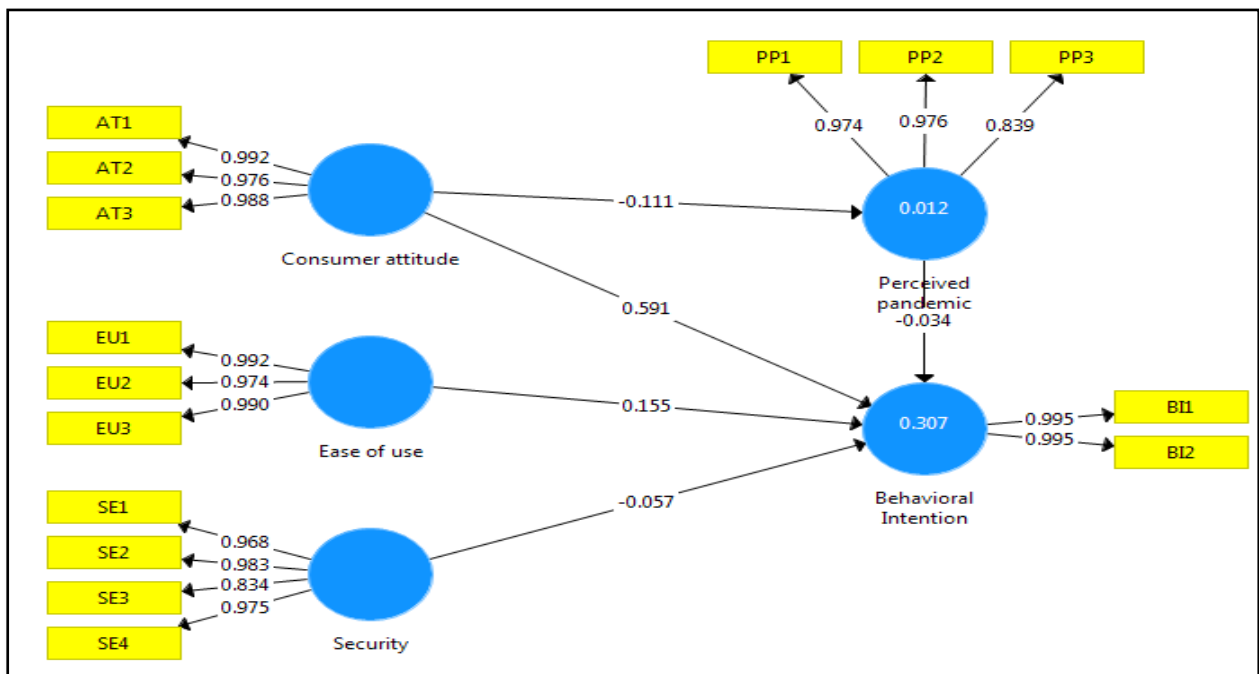 PP1
PP2
PP3
0.974
0.976
0.839
AT1
AT2
AT3
0.992
0.976
0.988
Consumer attitude
-0.111
0.012
Perceived
pandemic
-0.034
0.591
EU1
EU2
EU3
0.992
0.974
0.990
Ease of use
0.155
0.307
Behavioral
Intention
0.995
0.995
BI1
BI2
-0.057
SE1
SE2
SE3
SE4
0.968
0.983
0.834
0.975
Security